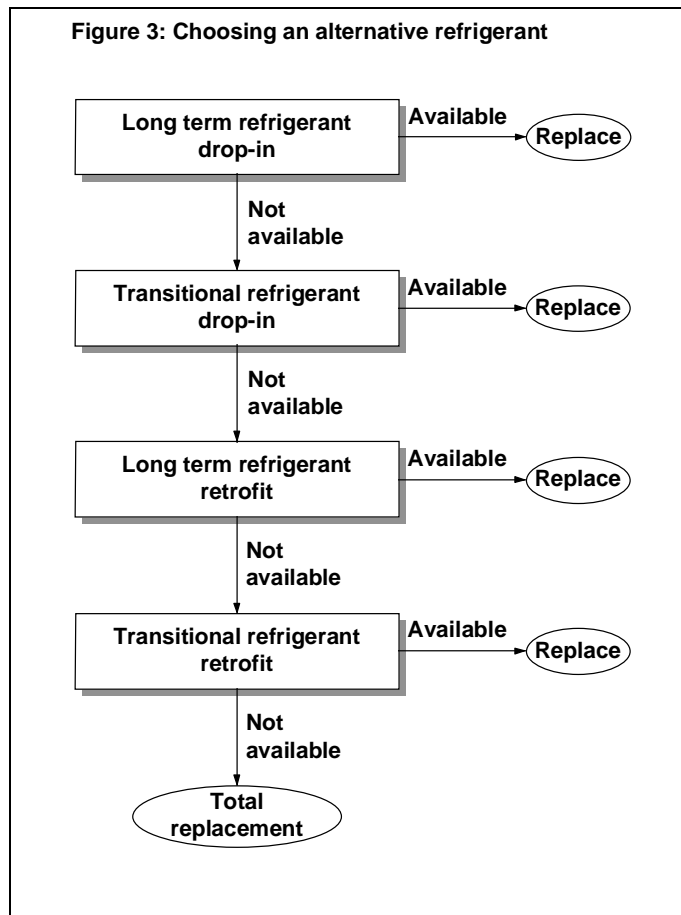 Figure 3: Choosing an alternative refrigerant
Long term refrigerant
drop-in
Available
Replace
Not
available
Transitional refrigerant
drop-in
Available
Replace
Not
available
Long term refrigerant
retrofit
Available
Replace
Not
available
Transitional refrigerant
retrofit
Available
Replace
Not
available
Total
replacement